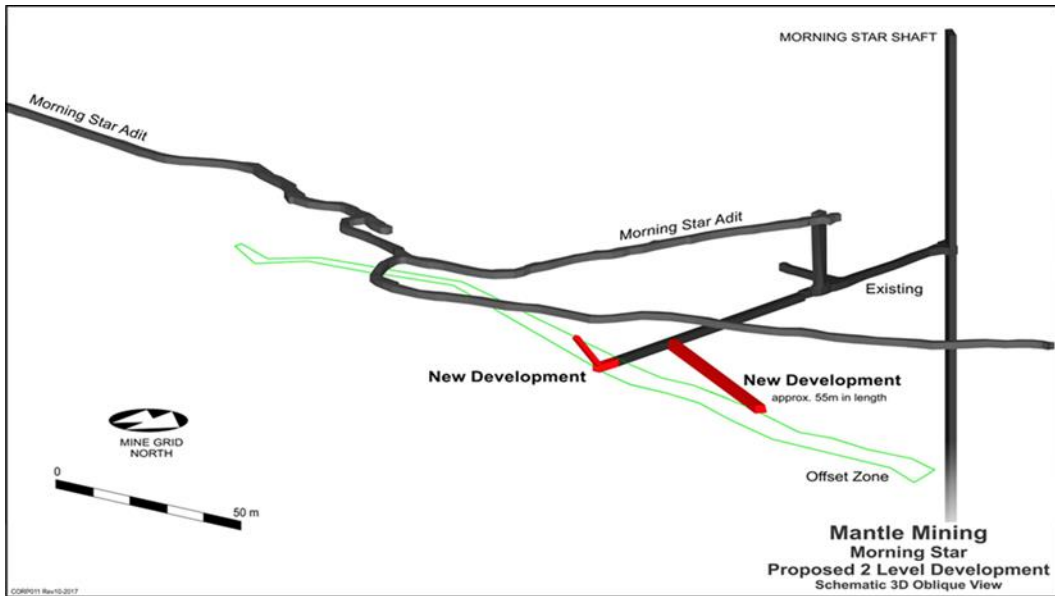 MORNING STAR SHAFT
Morning Star Adit
Morning Star Adit
Existing
New Development
New Development
approx. 55m in length
MINE GRID
NORTH
Offset Zone
0
50 m
Mantle Mining
Morning Star
Proposed 2 Level Development
Schematic 3D Oblique View
CORP011 Rev10-2017